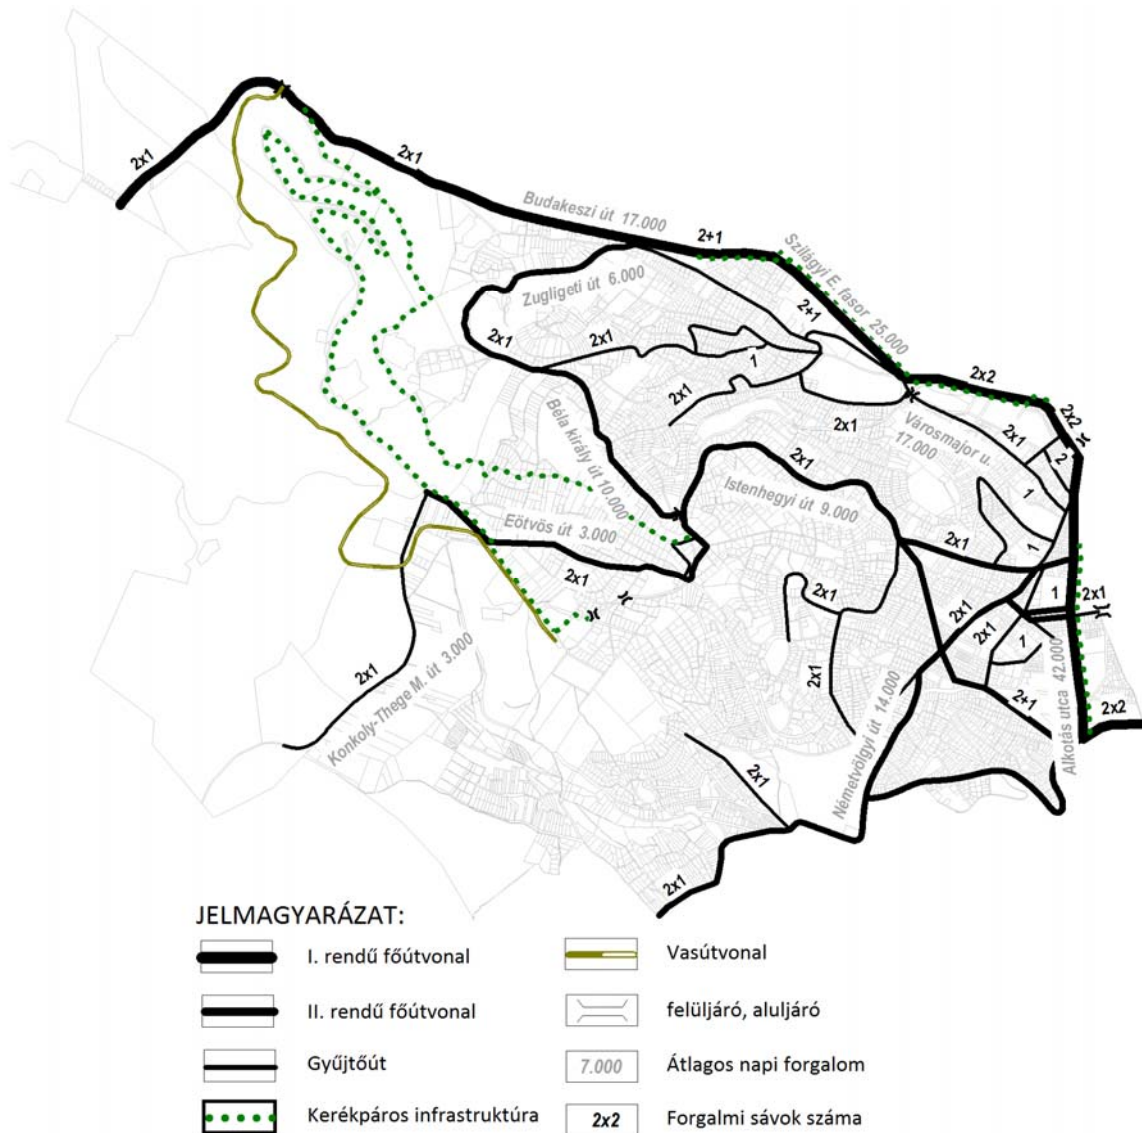 2x1
2x1
Budakeszi út 17.000
2+1
Szilágyi E. fasor 25.000
Zugligeti út 6.000
2+1
2x1
2x1
1
2x2
2x1
2x1
2x2
Béla király út 10.000
2x1
Városmajor u.
17.000
2x1
2
Istenhegyi út 9.000
1
Eötvös út 3.000
2x1
1
2x1
2x1
2x1
1
2x1
2x1
1
2x1
2x1
Konkoly-Thege M. út 3.000
Németvölgyi út 14.000
2+1
Alkotás utca 42.000
2x2
2x1
2x1
JELMAGYARÁZAT:
I. rendű főútvonal
II. rendű főútvonal
Gyűjtőút
Kerékpáros infrastruktúra
Vasútvonal
felüljáró, aluljáró
7.000 Átlagos napi forgalom
2x2 Forgalmi sávok száma